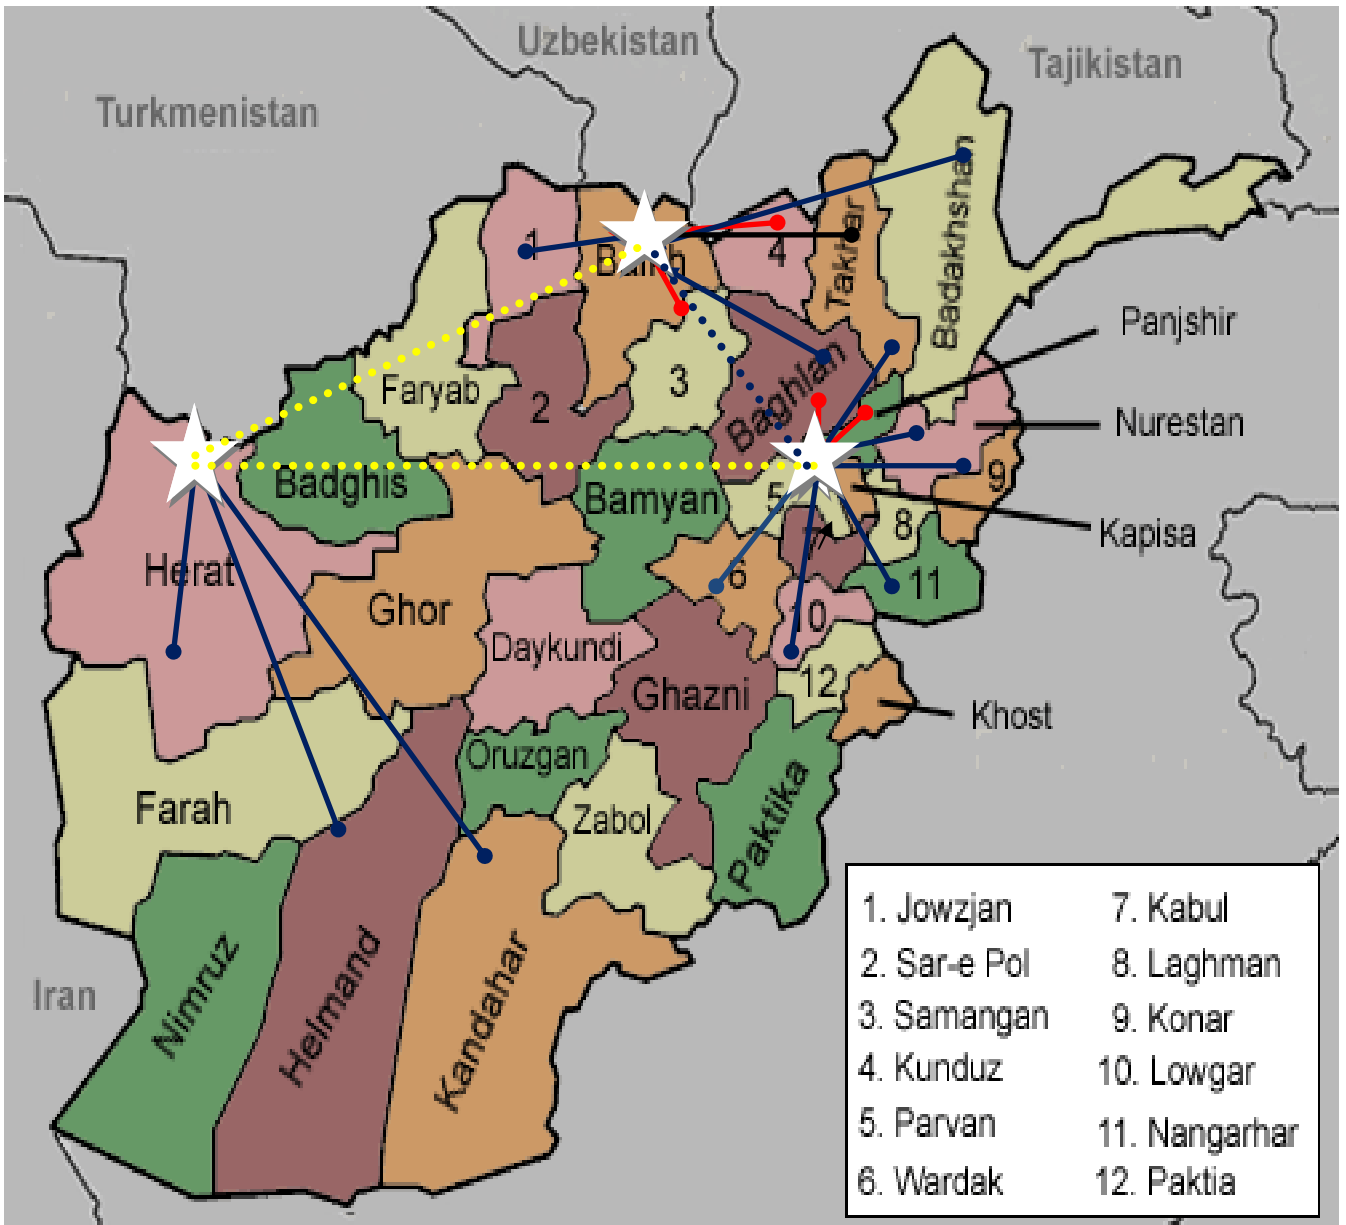 Uzbekistan
Tajikistan
Turkmenistan
1
Balkh
4
Takhar
Badakhshan
Panjshir
Faryab
2
3
Baghlan
Nurestan
Badghis
Bamyan
5
9
Kapisa
8
7
Herat
6
11
Ghor
10
Daykundi
12
Ghazni
Khost
Oruzgan
Farah
Zabol
Paktika
Nimruz
Helmand
Kandahar
Iran
1. Jowzjan
2. Sar-e Pol
3. Samangan
4. Kunduz
5. Parvan
6. Wardak
7. Kabul
8. Laghman
9. Konar
10. Lowgar
11. Nangarhar
12. Paktia